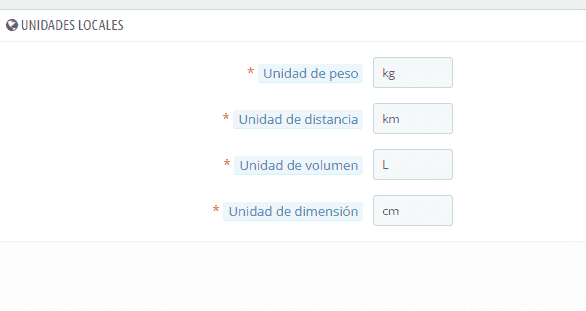 UNIDADES LOCALES
* Unidad de peso kg
* Unidad de distancia km
* Unidad de volumen L
* Unidad de dimensión cm